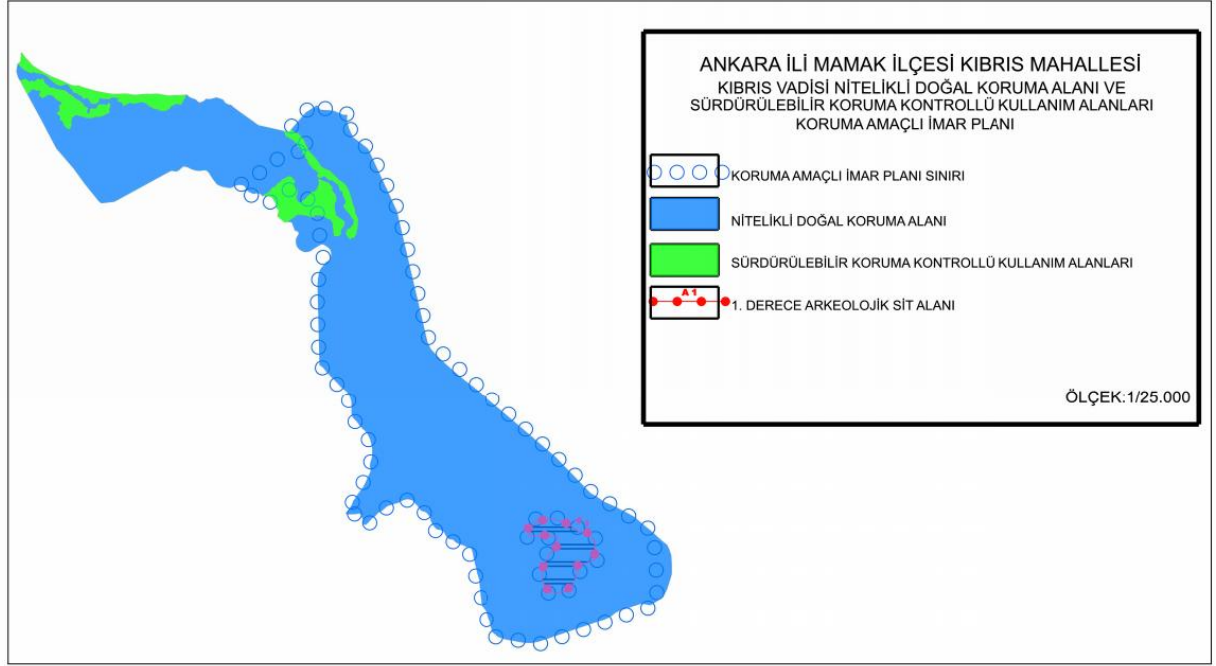 ANKARA İLİ MAMAK İLÇESİ KIBRIS MAHALLESİ
KIBRIS VADİSİ NİTELİKLİ DOĞAL KORUMA ALANI VE
SÜRDÜRÜLEBİLİR KORUMA KONTROLLÜ KULLANIM ALANLARI
KORUMA AMAÇLI İMAR PLANI
KORUMA AMAÇLI İMAR PLANI SINIRI
NİTELİKLİ DOĞAL KORUMA ALANI
SÜRDÜRÜLEBİLİR KORUMA KONTROLLÜ KULLANIM ALANLARI
A 1
1. DERECE ARKEOLOJİK SİT ALANI
ÖLÇEK:1/25.000